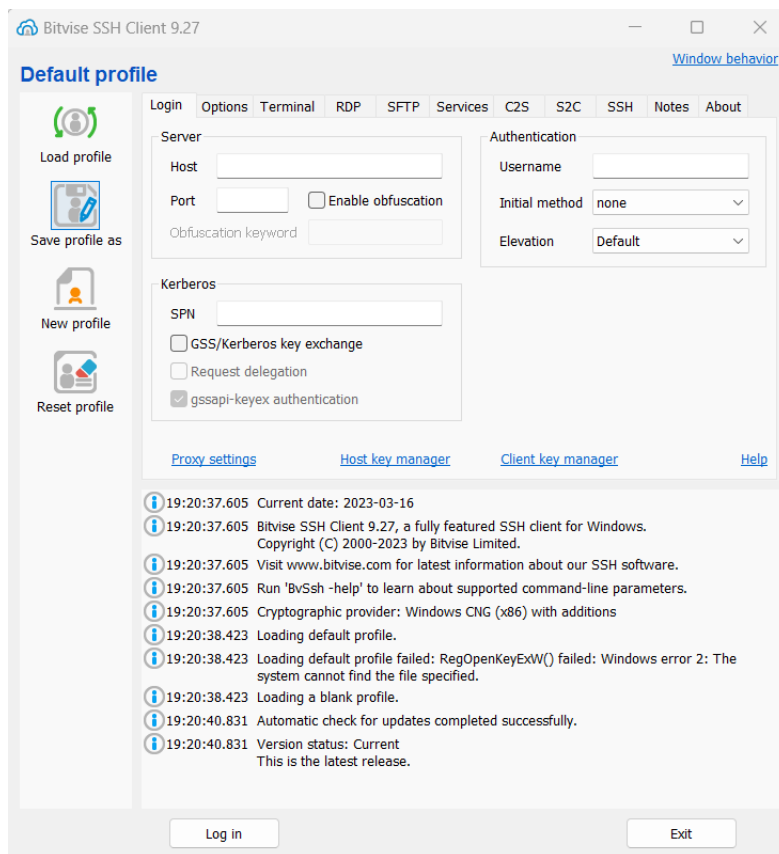 Bitvise SSH Client 9.27
Window behavior
Default profile
Load profile
Save profile as
New profile
Reset profile
Login Options Terminal RDP SFTP Services C2S S2C SSH Notes About
Server
Host
Port Enable obfuscation
Obfuscation keyword
Authentication
Username
Initial method none
Elevation Default
Kerberos
SPN
GSS/Kerberos key exchange
Request delegation
gssapi-keyex authentication
Proxy settings Host key manager Client key manager Help
19:20:37.605 Current date: 2023-03-16
19:20:37.605 Bitvise SSH Client 9.27, a fully featured SSH client for Windows.
Copyright (C) 2000-2023 by Bitvise Limited.
19:20:37.605 Visit www.bitvise.com for latest information about our SSH software.
19:20:37.605 Run 'BvSsh -help' to learn about supported command-line parameters.
19:20:37.605 Cryptographic provider: Windows CNG (x86) with additions
19:20:38.423 Loading default profile.
19:20:38.423 Loading default profile failed: RegOpenKeyExW() failed: Windows error 2: The
system cannot find the file specified.
19:20:38.423 Loading a blank profile.
19:20:40.831 Automatic check for updates completed successfully.
19:20:40.831 Version status: Current
This is the latest release.
Log in Exit